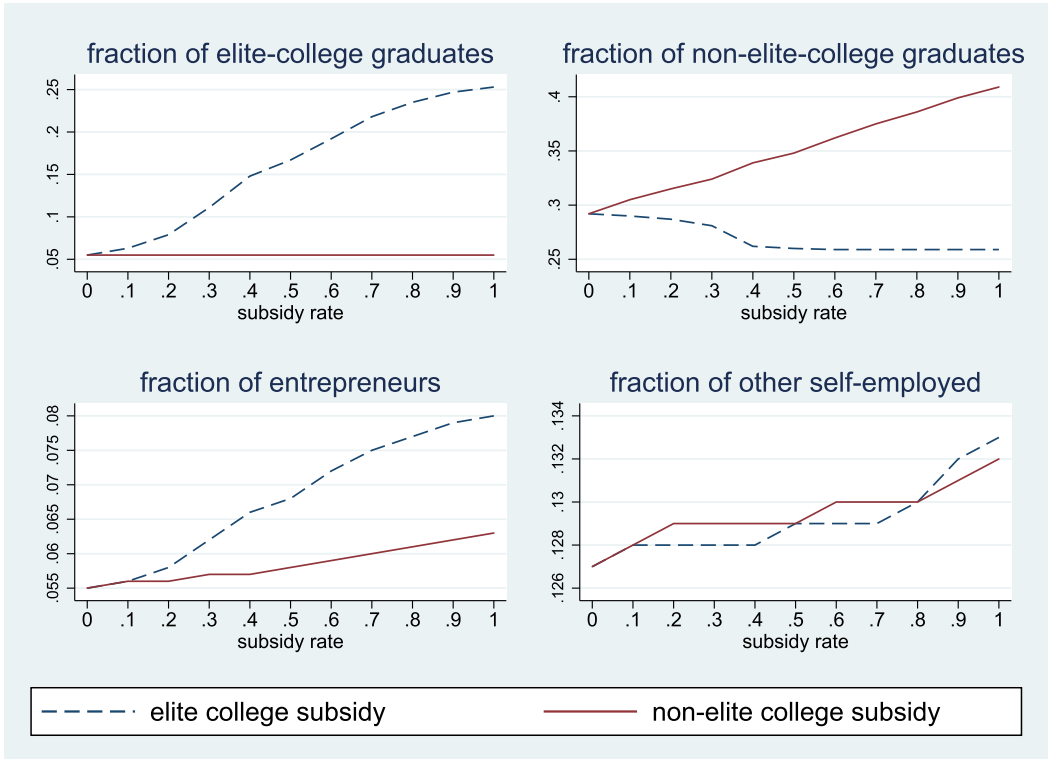 fraction of elite-college graduates
.25
.2
.15
.1
.05
0 .1 .2 .3 .4 .5 .6 .7 .8 .9 1
subsidy rate
fraction of non-elite-college graduates
.4
.35
.3
.25
0 .1 .2 .3 .4 .5 .6 .7 .8 .9 1
subsidy rate
fraction of entrepreneurs
.08
.075
.07
.065
.06
.055
0 .1 .2 .3 .4 .5 .6 .7 .8 .9 1
subsidy rate
fraction of other self-employed
.134
.132
.13
.128
.126
0 .1 .2 .3 .4 .5 .6 .7 .8 .9 1
subsidy rate
elite college subsidy
non-elite college subsidy